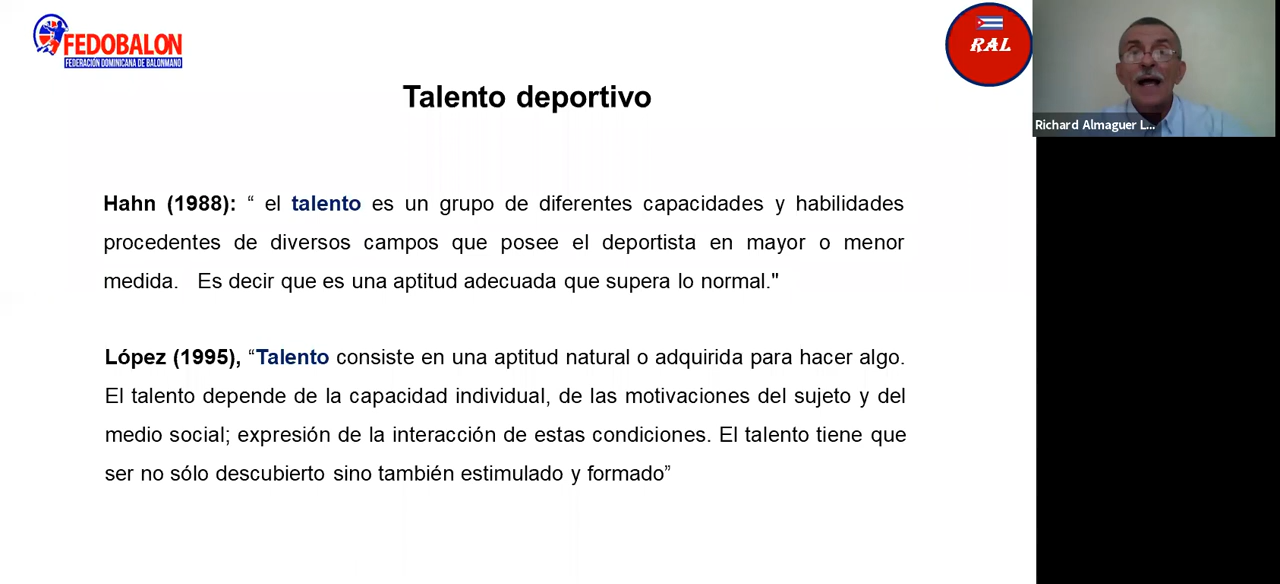 FEDOBALON
FEDERACIÓN DOMINICANA DE BALONMANO
RAL
Richard Almaguer L...
Talento deportivo
Hahn (1988): “ el talento es un grupo de diferentes capacidades y habilidades
procedentes de diversos campos que posee el deportista en mayor o menor
medida. Es decir que es una aptitud adecuada que supera lo normal."
López (1995), “Talento consiste en una aptitud natural o adquirida para hacer algo.
El talento depende de la capacidad individual, de las motivaciones del sujeto y del
medio social; expresión de la interacción de estas condiciones. El talento tiene que
ser no sólo descubierto sino también estimulado y formado”